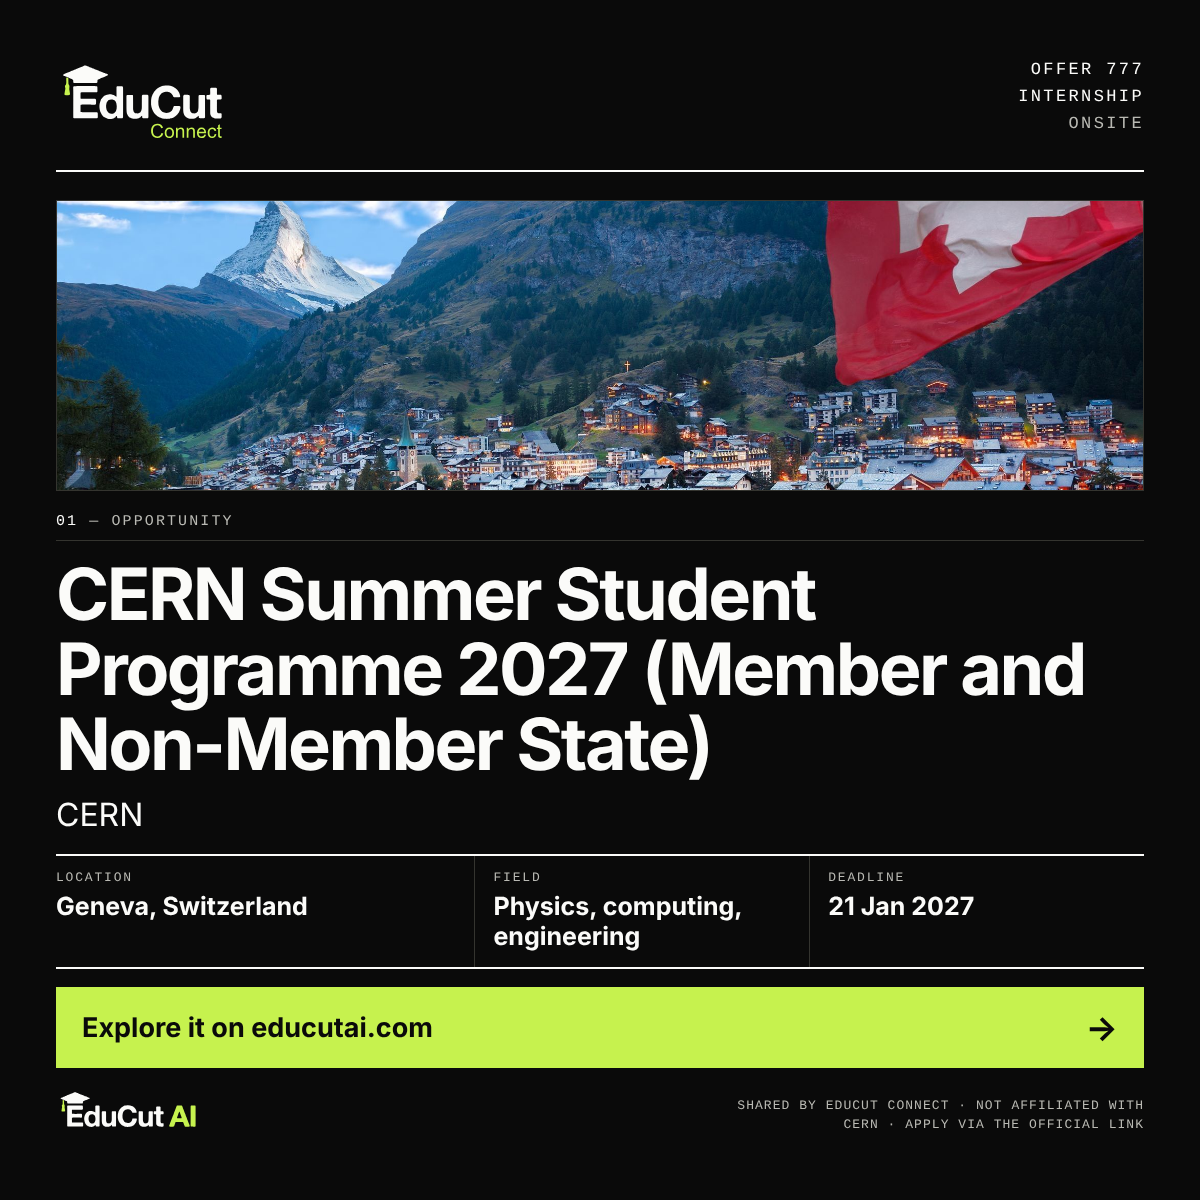 EduCut
Connect
OFFER 777
INTERNSHIP
ONSITE
01 — OPPORTUNITY
CERN Summer Student
Programme 2027 (Member and
Non-Member State)
CERN
LOCATION
Geneva, Switzerland
FIELD
Physics, computing,
engineering
DEADLINE
21 Jan 2027
Explore it on educutai.com →
EduCut AI
SHARED BY EDUCUT CONNECT · NOT AFFILIATED WITH
CERN · APPLY VIA THE OFFICIAL LINK